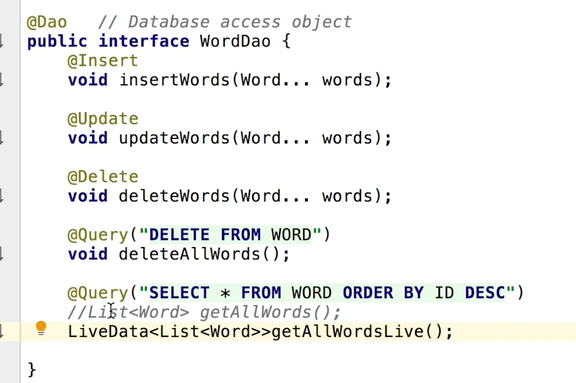 @Dao   // Database access object
public interface WordDao {
    @Insert
    void insertWords(Word... words);

    @Update
    void updateWords(Word... words);

    @Delete
    void deleteWords(Word... words);

    @Query("DELETE FROM WORD")
    void deleteAllWords();

    @Query("SELECT * FROM WORD ORDER BY ID DESC")
    //List<Word> getAllWords();
    LiveData<List<Word>>getAllWordsLive();

}